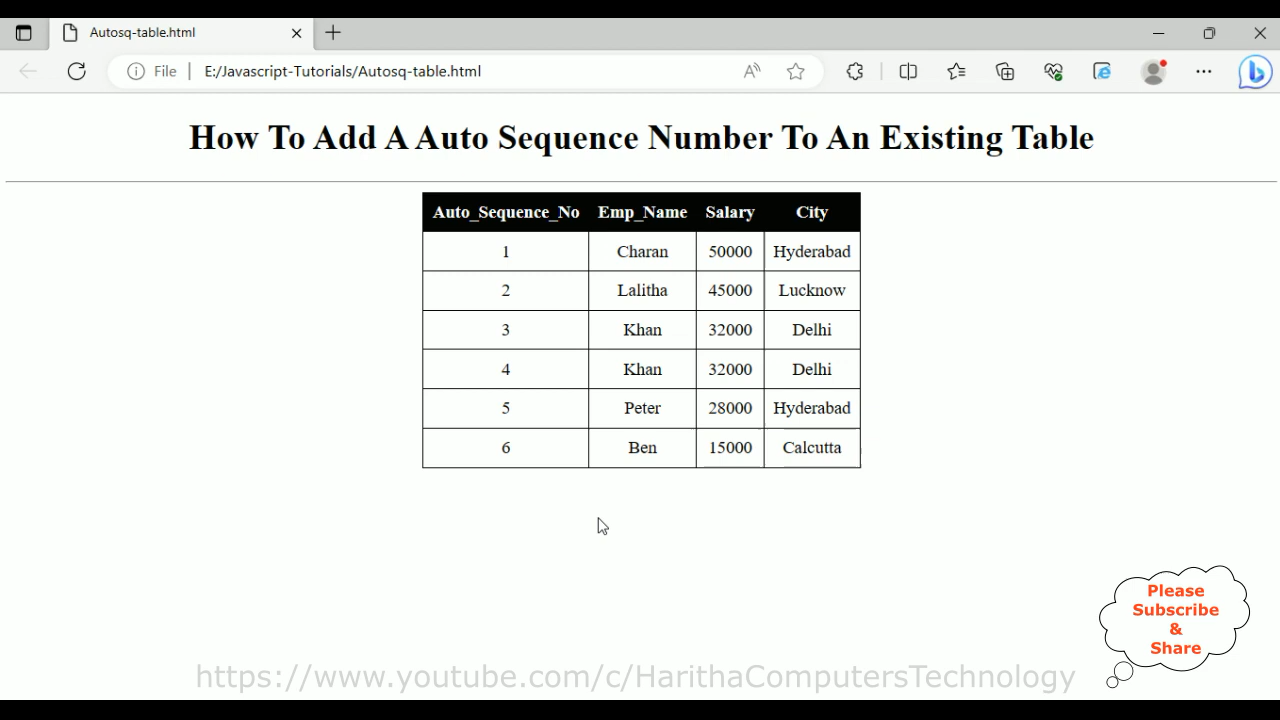 Autosq-table.html
File
E:/Javascript-Tutorials/Autosq-table.html
How To Add A Auto Sequence Number To An Existing Table
Auto_Sequence_No Emp_Name Salary City
1 Charan 50000 Hyderabad
2 Lalitha 45000 Lucknow
3 Khan 32000 Delhi
4 Khan 32000 Delhi
5 Peter 28000 Hyderabad
6 Ben 15000 Calcutta
Please
Subscribe
&
Share
https://www.youtube.com/c/HarithaComputersTechnology